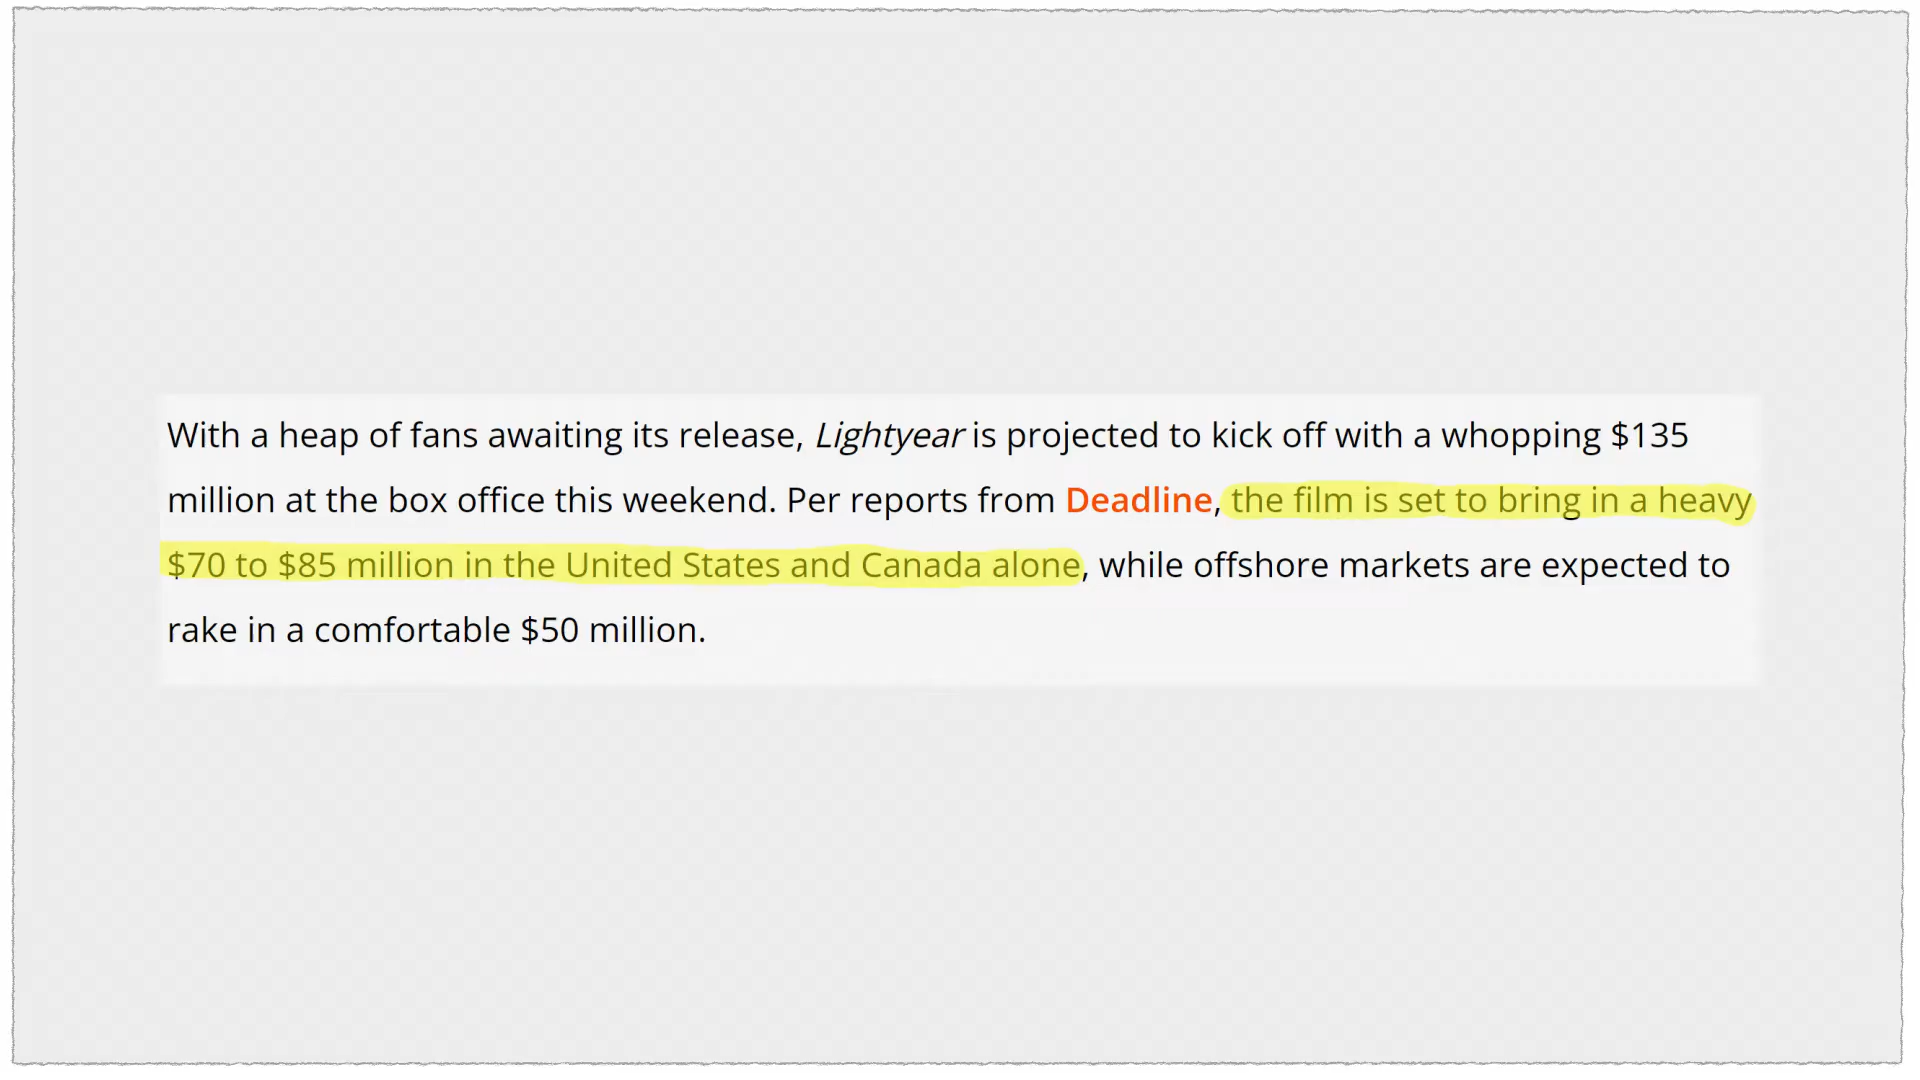 With a heap of fans awaiting its release, Lightyear is projected to kick off with a whopping $135
million at the box office this weekend. Per reports from Deadline, the film is set to bring in a heavy
$70 to $85 million in the United States and Canada alone, while offshore markets are expected to
rake in a comfortable $50 million.